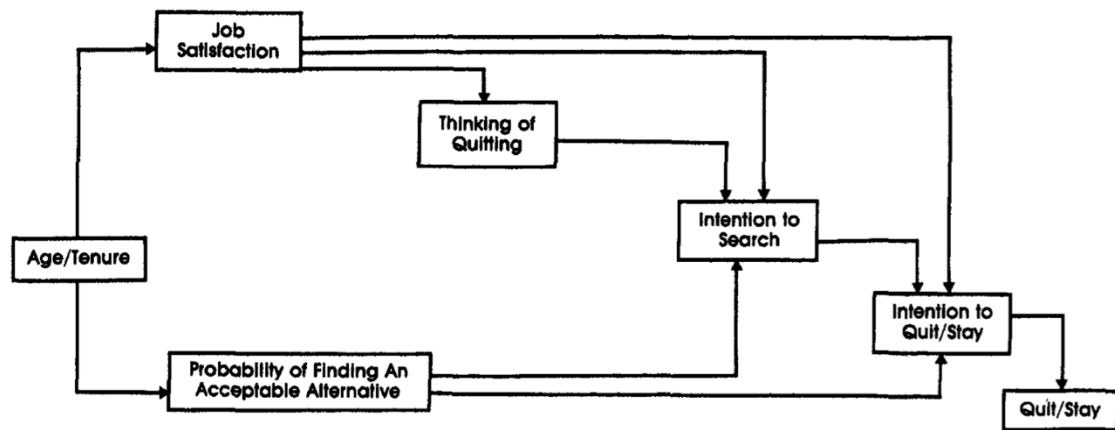 Job
Satisfaction
Thinking of
Quitting
Intention to
Search
Age/Tenure
Intention to
Quit/Stay
Probability of Finding An
Acceptable Alternative
Quit/Stay